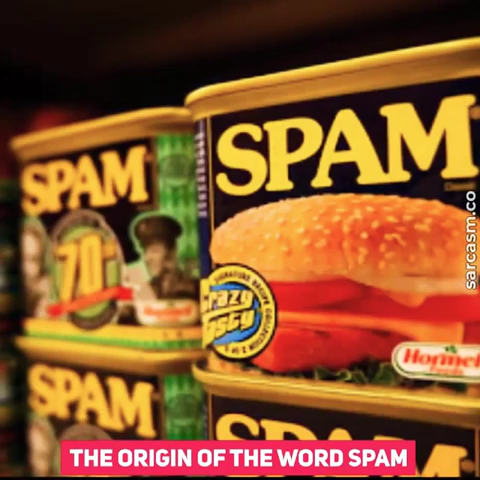 SPAM
SPAM
sarcasm.co
70
Crazy
Tasty
Hormel
SPAM
SPAM
THE ORIGIN OF THE WORD SPAM